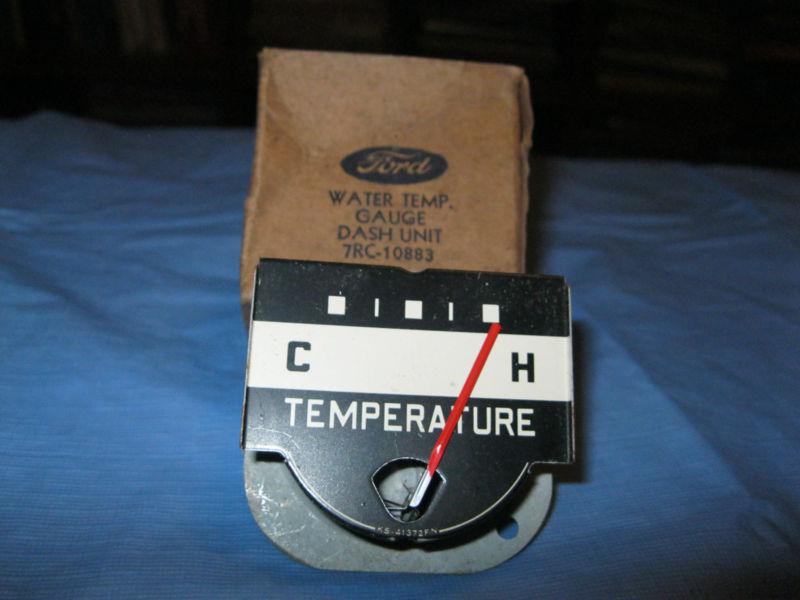 Ford
WATER TEMP.
GAUGE
DASH UNIT
7RC-10883
C H
TEMPERATURE